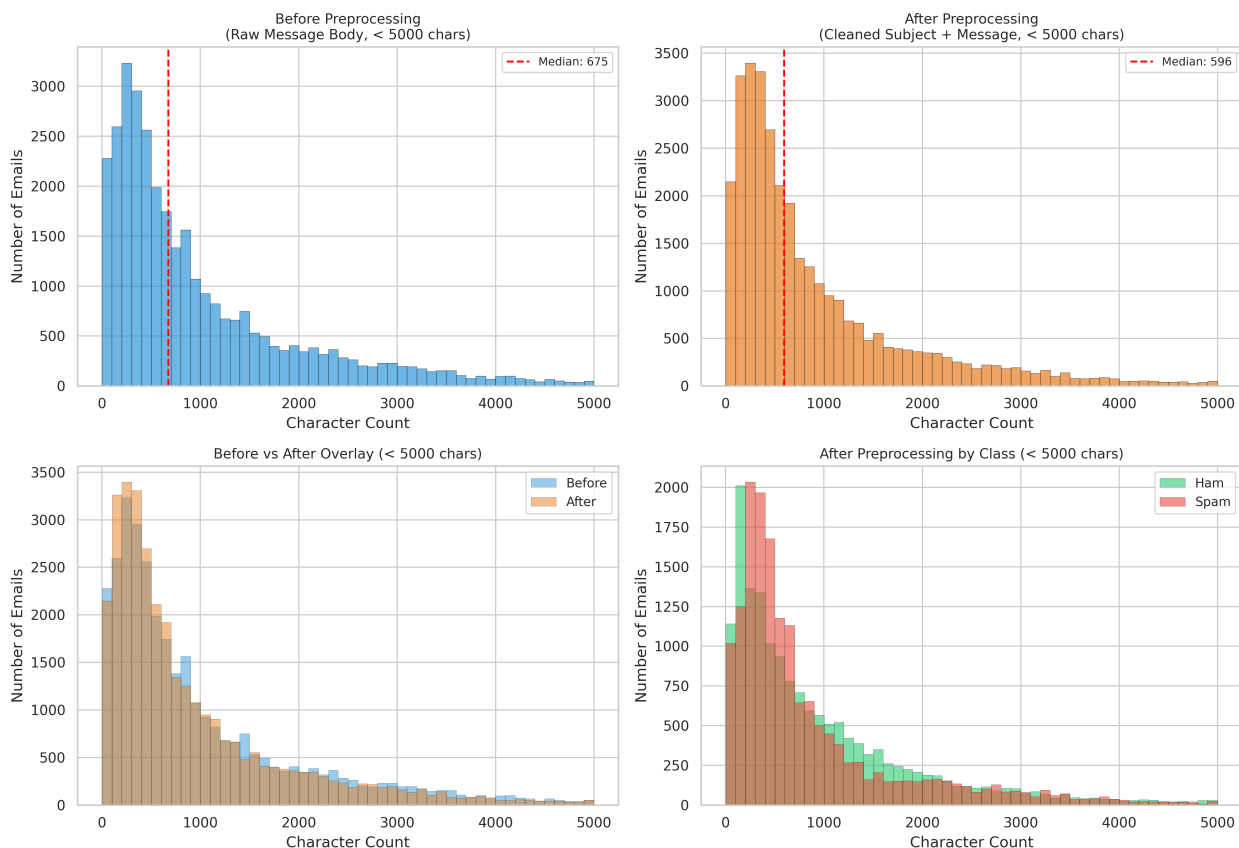 Before Preprocessing
(Raw Message Body, < 5000 chars)
Median: 675
Number of Emails
3000
2500
2000
1500
1000
500
0
0 1000 2000 3000 4000 5000
Character Count
After Preprocessing
(Cleaned Subject + Message, < 5000 chars)
Median: 596
Number of Emails
3500
3000
2500
2000
1500
1000
500
0
0 1000 2000 3000 4000 5000
Character Count
Before vs After Overlay (< 5000 chars)
Before
After
Number of Emails
3500
3000
2500
2000
1500
1000
500
0
0 1000 2000 3000 4000 5000
Character Count
After Preprocessing by Class (< 5000 chars)
Ham
Spam
Number of Emails
2000
1750
1500
1250
1000
750
500
250
0
0 1000 2000 3000 4000 5000
Character Count